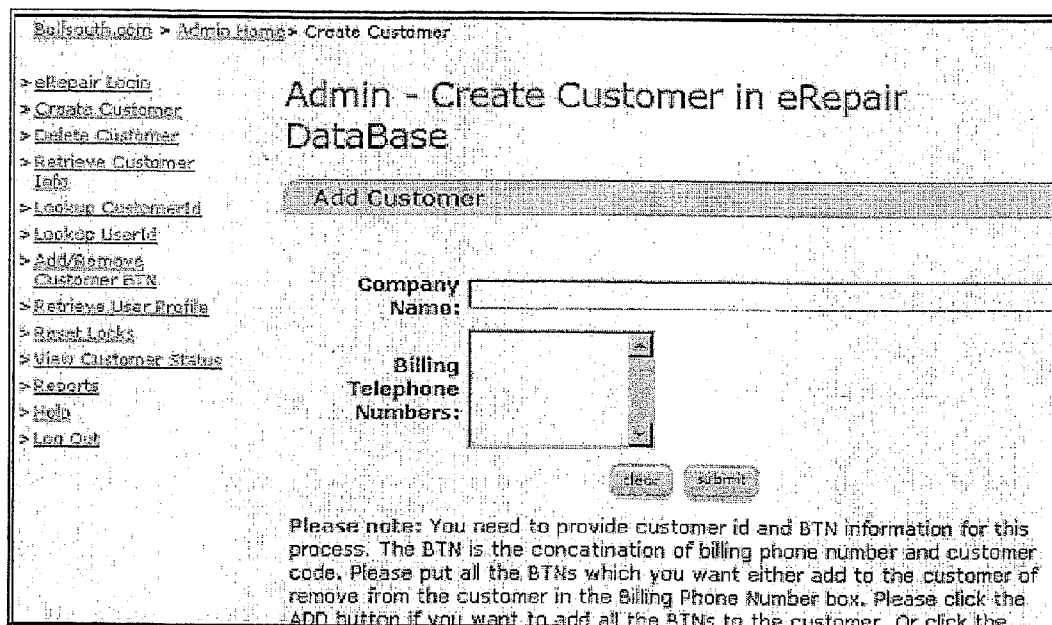 Bellsouth.com > Admin Home> Create Customer
> eRepair Login
> Create Customer
> Delete Customer
> Retrieve Customer
Info
> Lookup CustomerId
> Lookup UserId
> Add/Remove
Customer BTN
> Retrieve User Profile
> Reset Locks
> View Customer Status
> Reports
> Help
> Log Out
Admin - Create Customer in eRepair
DataBase
Add Customer
Company
Name:
Billing
Telephone
Numbers:
clear submit
Please note: You need to provide customer id and BTN information for this
process. The BTN is the concatination of billing phone number and customer
code. Please put all the BTNs which you want either add to the customer of
remove from the customer in the Billing Phone Number box. Please click the
ADD button if you want to add all the BTNs to the customer. Or click the